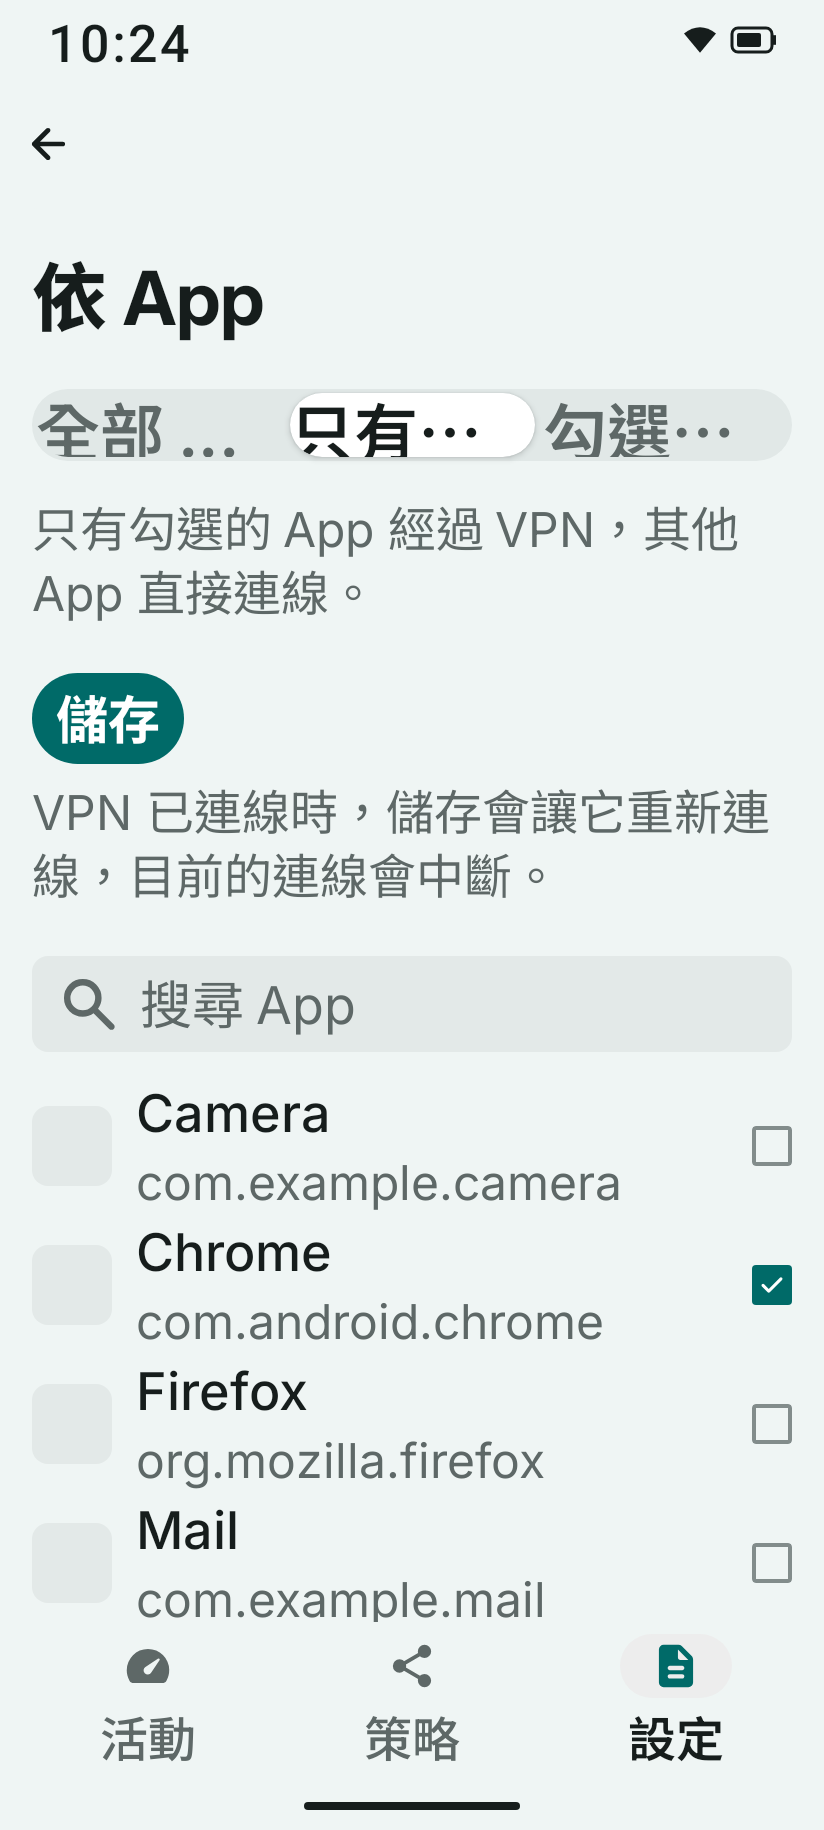 10:24
依 App
全部 ...
只有…
勾選…
只有勾選的 App 經過 VPN，其他
App 直接連線。
儲存
VPN 已連線時，儲存會讓它重新連
線，目前的連線會中斷。
搜尋 App
Camera
com.example.camera
Chrome
com.android.chrome
Firefox
org.mozilla.firefox
Mail
com.example.mail
活動
策略
設定